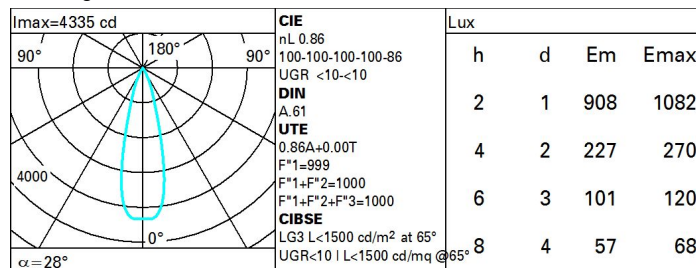 Imax=4335 cd
90°
180°
90°
4000
0°
α=28°
CIE
nL 0.86
100-100-100-100-86
UGR <10-<10
DIN
A.61
UTE
0.86A+0.00T
F"1=999
F"1+F"2=1000
F"1+F"2+F"3=1000
CIBSE
LG3 L<1500 cd/m² at 65°
UGR<10 | L<1500 cd/mq @65°
Lux
h d Em Emax
2 1 908 1082
4 2 227 270
6 3 101 120
8 4 57 68